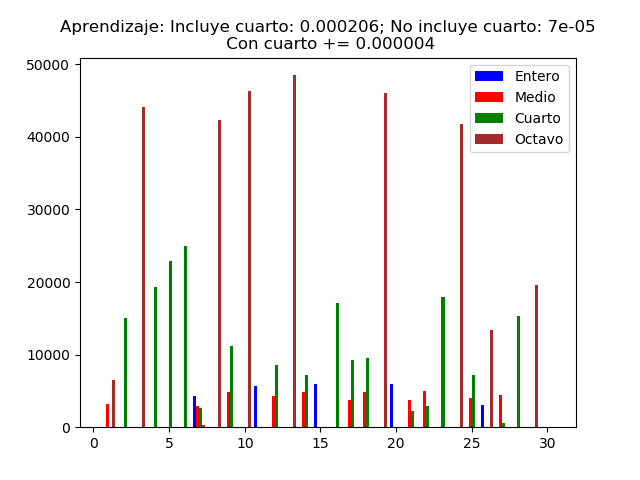 Aprendizaje: Incluye cuarto: 0.000206; No incluye cuarto: 7e-05
Con cuarto += 0.000004
50000
40000
30000
20000
10000
0
Entero
Medio
Cuarto
Octavo
0 5 10 15 20 25 30